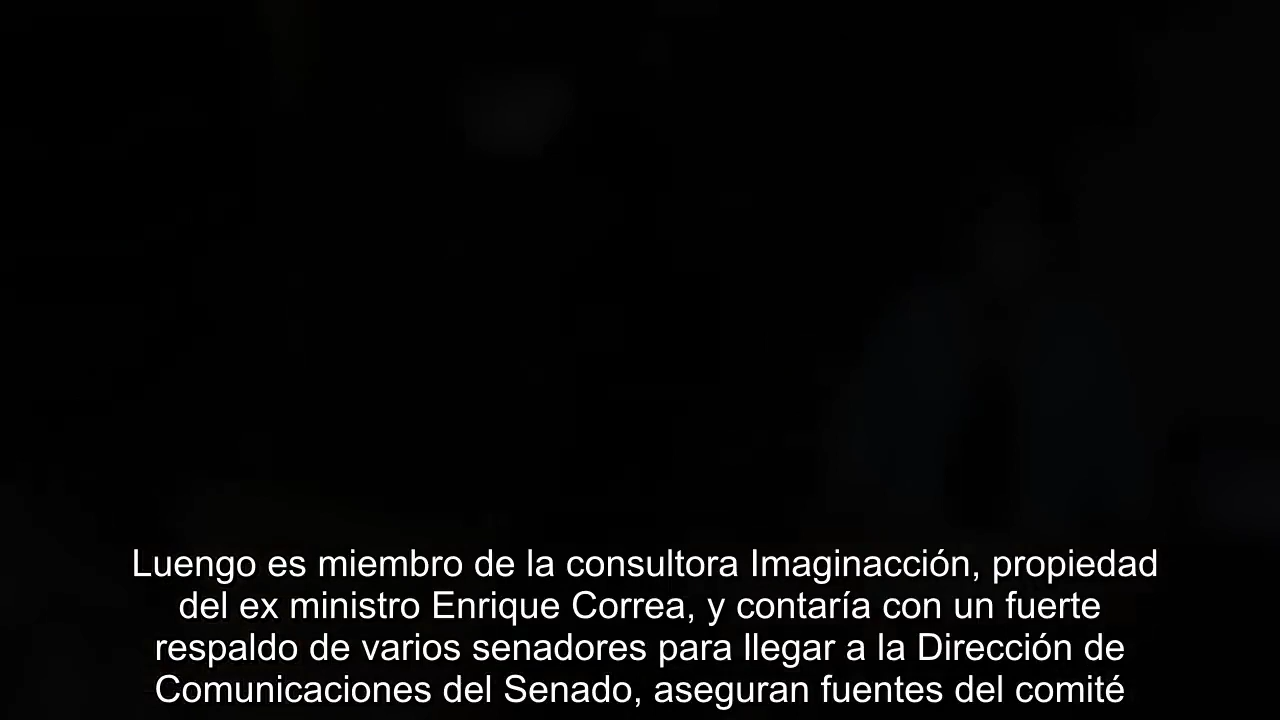 Luengo es miembro de la consultora Imaginacción, propiedad
del ex ministro Enrique Correa, y contaría con un fuerte
respaldo de varios senadores para llegar a la Dirección de
Comunicaciones del Senado, aseguran fuentes del comité